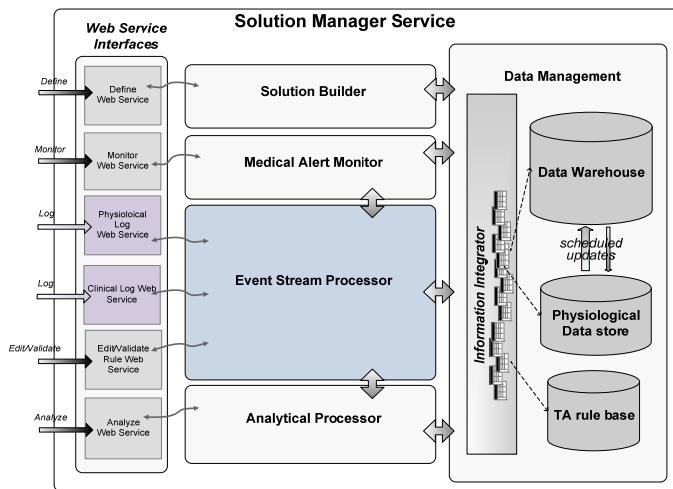 Solution Manager Service
Web Service
Interfaces
Define
Define
Web Service
Monitor
Monitor
Web Service
Log
Physioloical
Log
Web Service
Log
Clinical Log Web
Service
Edit/Validate
Edit/Validate
Rule Web
Service
Analyze
Analyze
Web Service
Solution Builder
Medical Alert Monitor
Event Stream Processor
Analytical Processor
Data Management
Information Integrator
Data Warehouse
scheduled
updates
Physiological
Data store
TA rule base